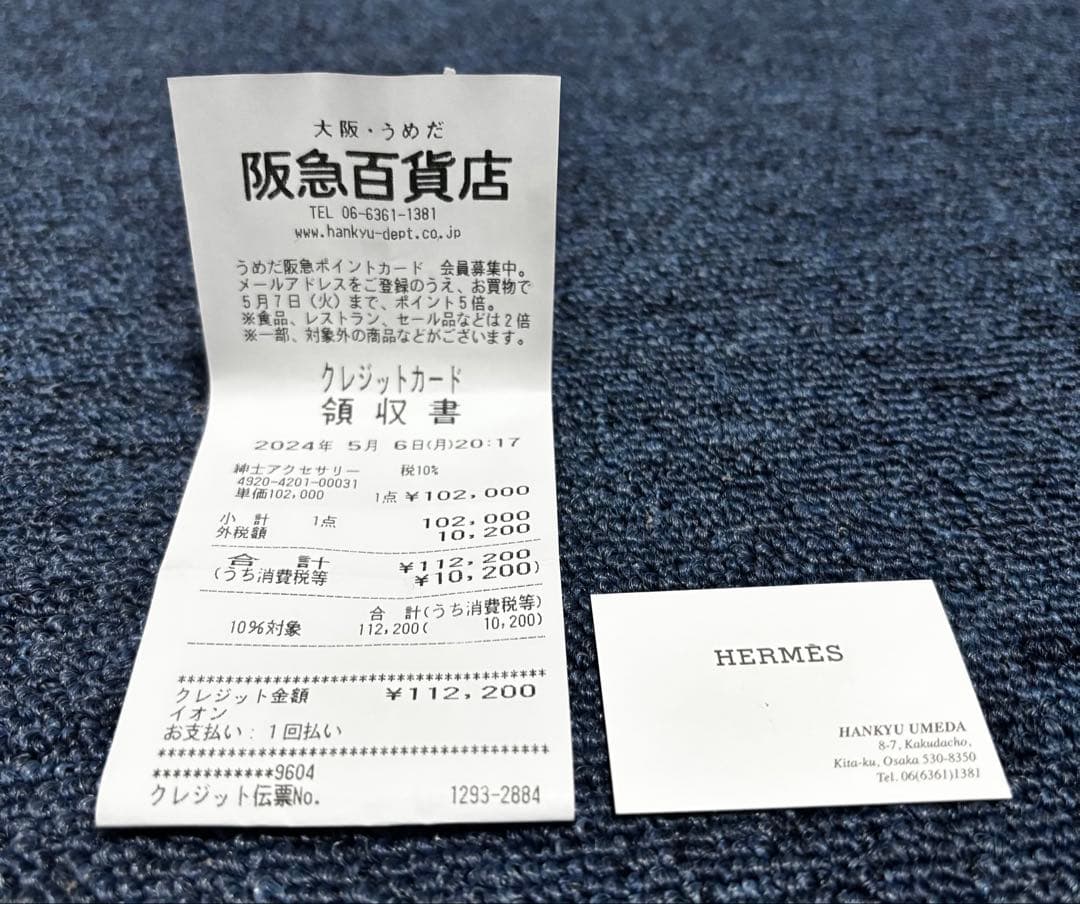 大阪・うめだ
阪急百貨店
TEL 06-6361-1381
www.hankyu-dept.co.jp
うめだ阪急ポイントカード　会員募集中。
メールアドレスをご登録のうえ、お買物で
5月7日（火）まで、ポイント5倍。
※食品、レストラン、セール品などは2倍
※一部、対象外の商品などがございます。
クレジットカード
領収書
2024年 5月 6日(月)20:17
紳士アクセサリー 税10%
4920-4201-00031
単価102,000 1点 ¥102,000
小計 1点 102,000
外税額 10,200
合計 ¥112,200
(うち消費税等 ¥10,200)
合計(うち消費税等)
10%対象 112,200( 10,200)
クレジット金額 ¥112,200
イオン
お支払い：1回払い
************9604
クレジット伝票No. 1293-2884
HERMÈS
HANKYU UMEDA
8-7, Kakudacho,
Kita-ku, Osaka 530-8350
Tel. 06(6361)1381